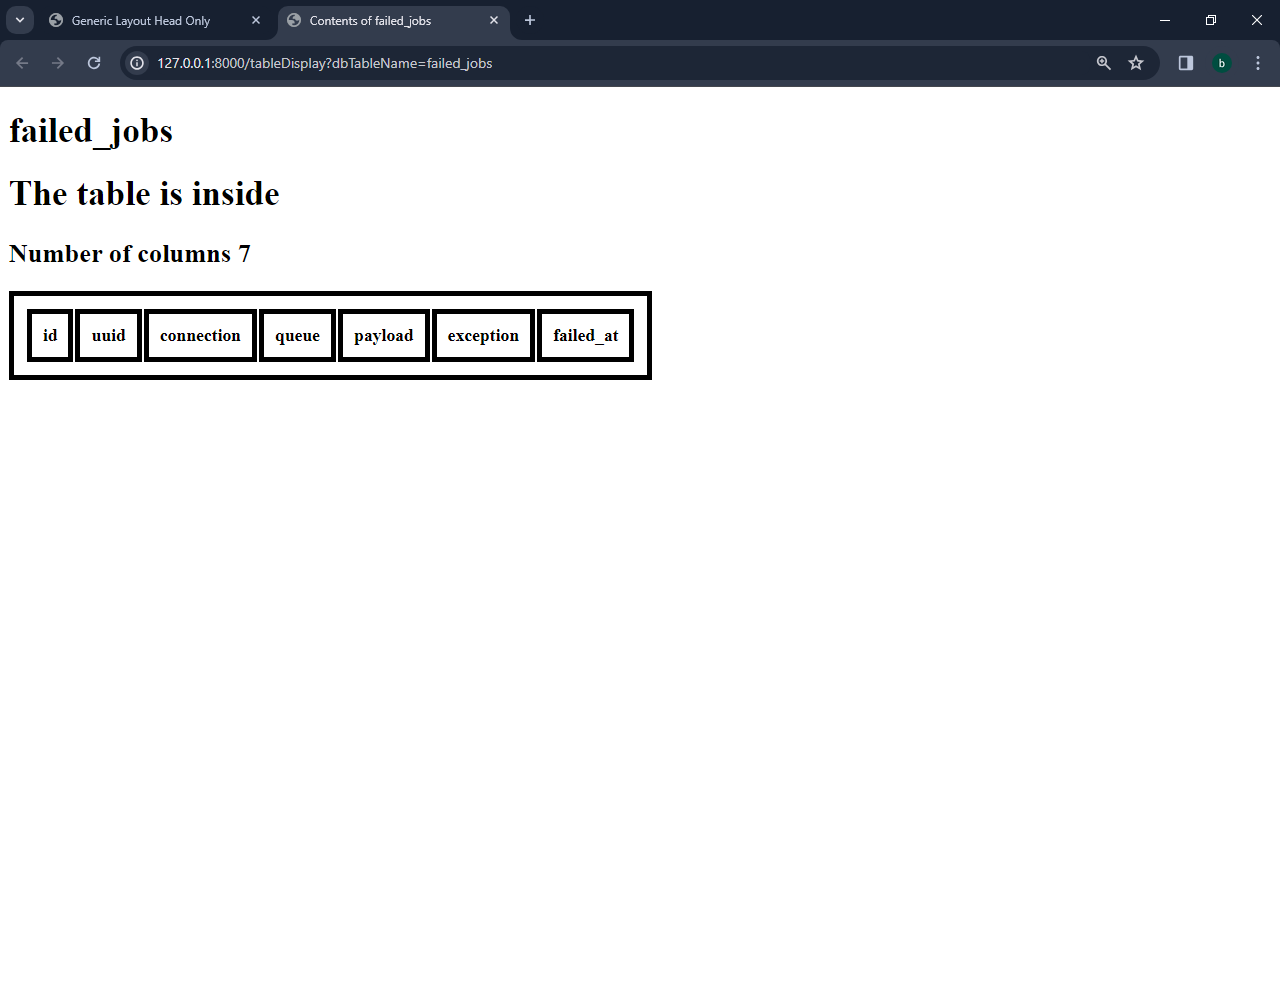 Generic Layout Head Only
Contents of failed_jobs
127.0.0.1:8000/tableDisplay?dbTableName=failed_jobs
b
failed_jobs
The table is inside
Number of columns 7
id uuid connection queue payload exception failed_at